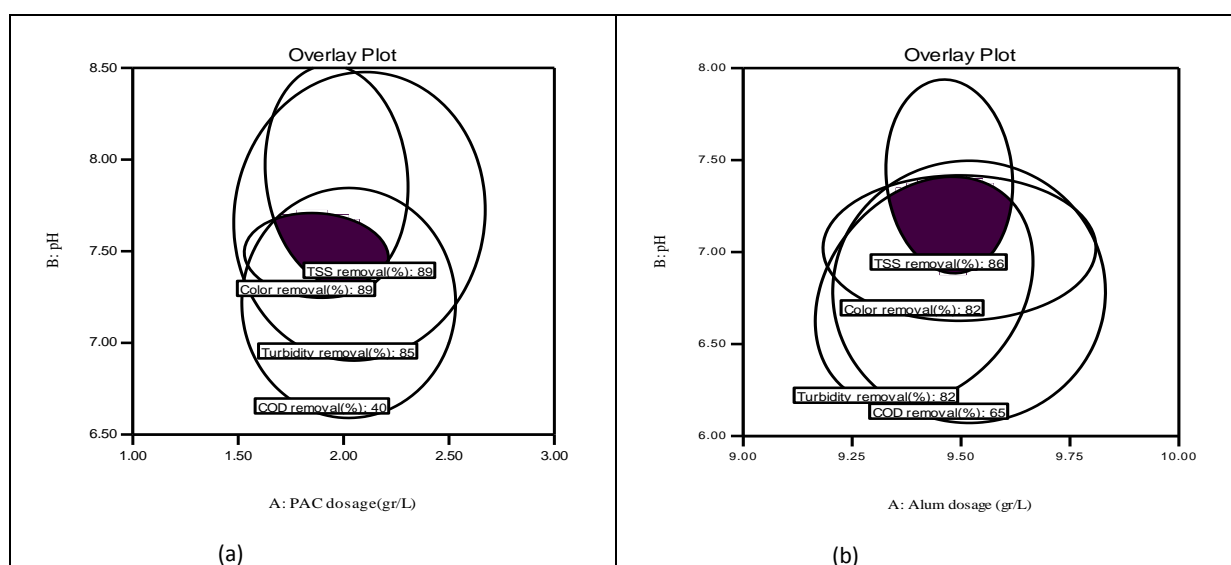 Overlay Plot
8.50
8.00
7.50
7.00
6.50
B: pH
TSS removal(%): 89
Color removal(%): 89
Turbidity removal(%): 85
COD removal(%): 40
1.00 1.50 2.00 2.50 3.00
A: PAC dosage(gr/L)
(a)
Overlay Plot
8.00
7.50
7.00
6.50
6.00
B: pH
TSS removal(%): 86
Color removal(%): 82
Turbidity removal(%): 82
COD removal(%): 65
9.00 9.25 9.50 9.75 10.00
A: Alum dosage (gr/L)
(b)